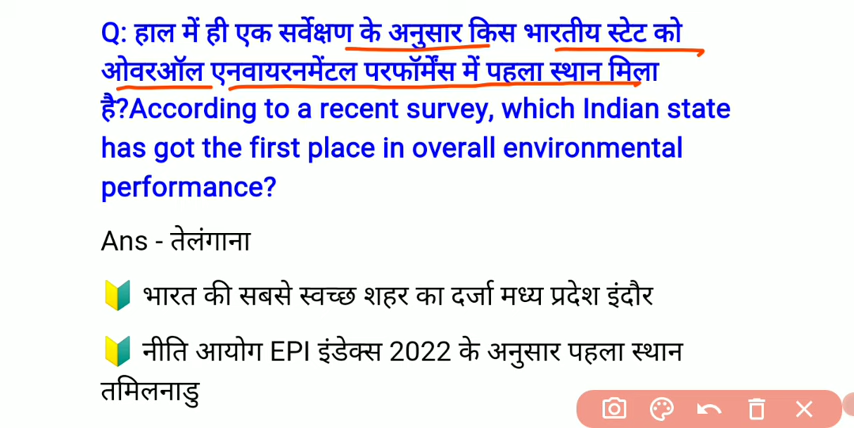 Q: हाल में ही एक सर्वेक्षण के अनुसार किस भारतीय स्टेट को
ओवरऑल एनवायरनमेंटल परफॉर्मेंस में पहला स्थान मिला
है?According to a recent survey, which Indian state
has got the first place in overall environmental
performance?
Ans - तेलंगाना
भारत की सबसे स्वच्छ शहर का दर्जा मध्य प्रदेश इंदौर
नीति आयोग EPI इंडेक्स 2022 के अनुसार पहला स्थान
तमिलनाडु